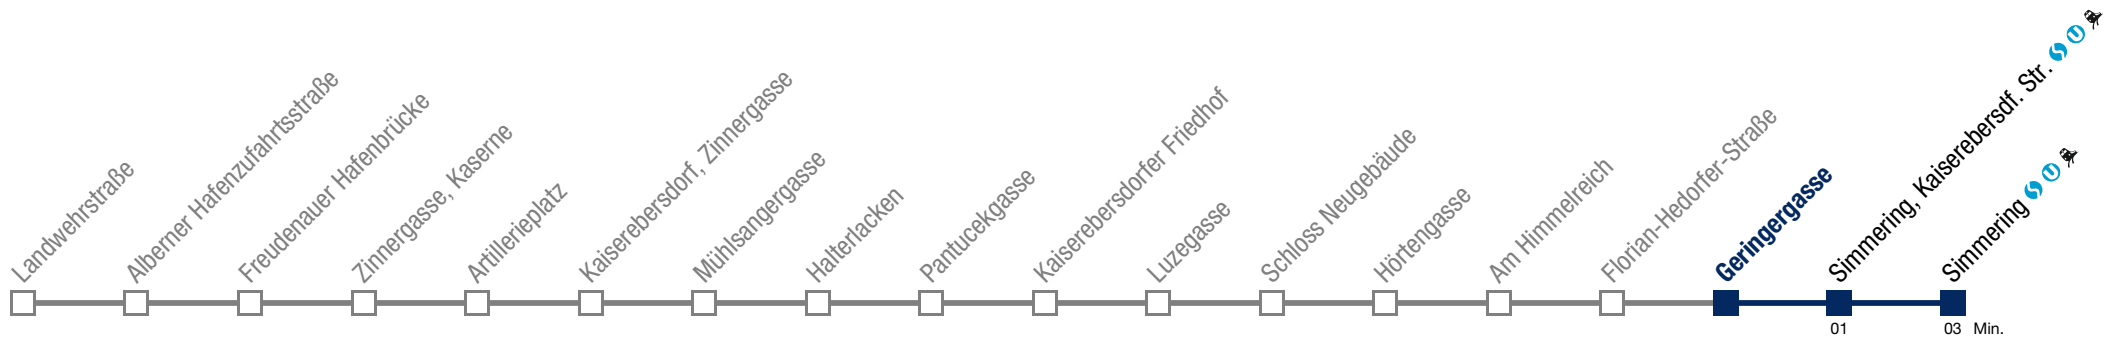 Landwehrstraße
Alberner Hafenzufahrtsstraße
Freudenauer Hafenbrücke
Zinnergasse, Kaserne
Artillerieplatz
Kaiserebersdorf, Zinnergasse
Mühlsangergasse
Halterlacken
Pantucekgasse
Kaiserebersdorfer Friedhof
Luzegasse
Schloss Neugebäude
Hörtengasse
Am Himmelreich
Florian-Hedorfer-Straße
Geringergasse
Simmering, Kaiserebersdf. Str. S U
Simmering S U
01
03 Min.